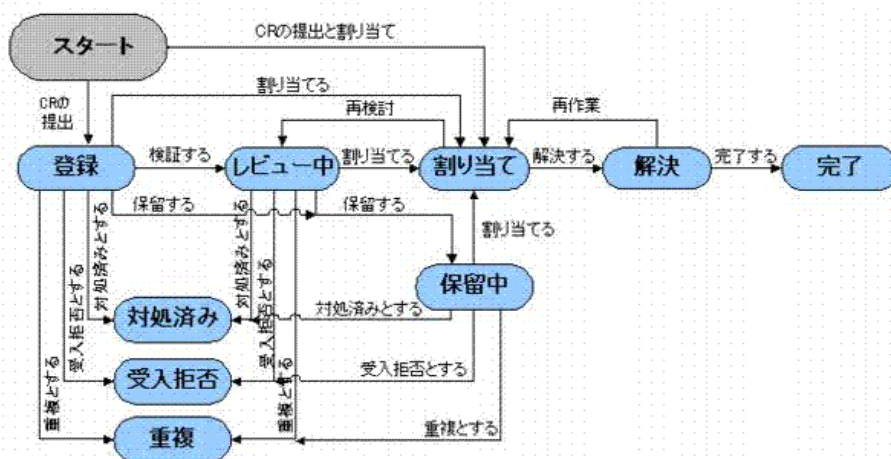 スタート
CRの提出と割り当て
CRの
提出
割り当てる
再検討
再作業
登録
検証する
レビュー中
割り当てる
割り当て
解決する
解決
完了する
完了
保留する
保留する
対処済みとする
受入拒否とする
重複とする
対処済みとする
受入拒否とする
重複とする
割り当てる
保留中
対処済み
対処済みとする
受入拒否
受入拒否とする
重複
重複とする